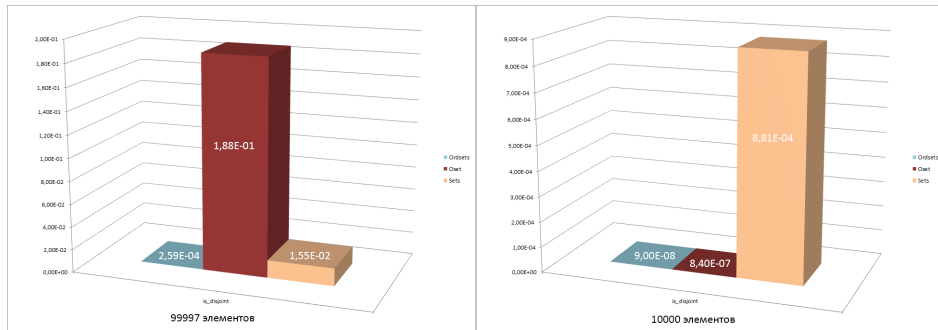 2,00E-01
1,80E-01
1,60E-01
1,40E-01
1,20E-01
1,00E-01
8,00E-02
6,00E-02
4,00E-02
2,00E-02
0,00E+00
2,59E-04
1,88E-01
1,55E-02
is_disjoint
99997 элементов
Ordsets
Oset
Sets
9,00E-04
8,00E-04
7,00E-04
6,00E-04
5,00E-04
4,00E-04
3,00E-04
2,00E-04
1,00E-04
0,00E+00
9,00E-08
8,40E-07
8,81E-04
is_disjoint
10000 элементов
Ordsets
Oset
Sets